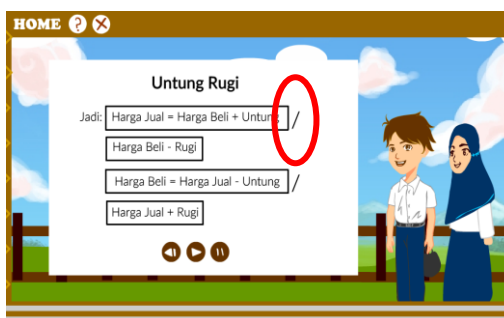 HOME ?
Untung Rugi
Jadi: Harga Jual = Harga Beli + Untung /
Harga Beli - Rugi
Harga Beli = Harga Jual - Untung /
Harga Jual + Rugi